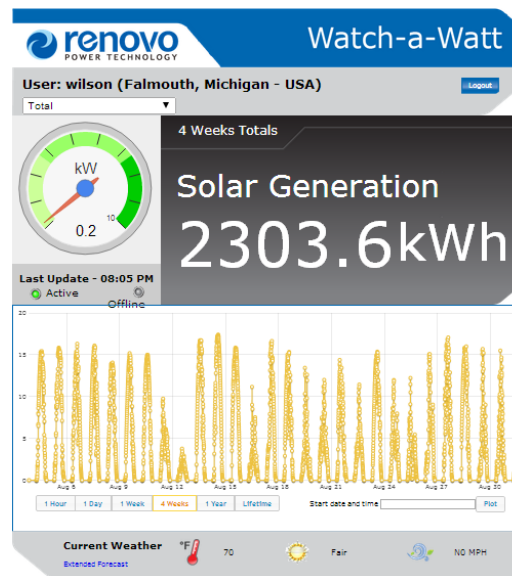 renovo
POWER TECHNOLOGY
Watch-a-Watt
User: wilson (Falmouth, Michigan - USA)
Logout
Total
4 Weeks Totals
kW
10
0.2
Solar Generation
2303.6kWh
Last Update - 08:05 PM
Active
Offline
20
15
10
5
0
Aug 6 Aug 9 Aug 12 Aug 15 Aug 18 Aug 21 Aug 24 Aug 27 Aug 30
1 Hour 1 Day 1 Week 4 Weeks 1 Year Lifetime Start date and time Plot
Current Weather °F 70 Fair NO MPH
Extended Forecast